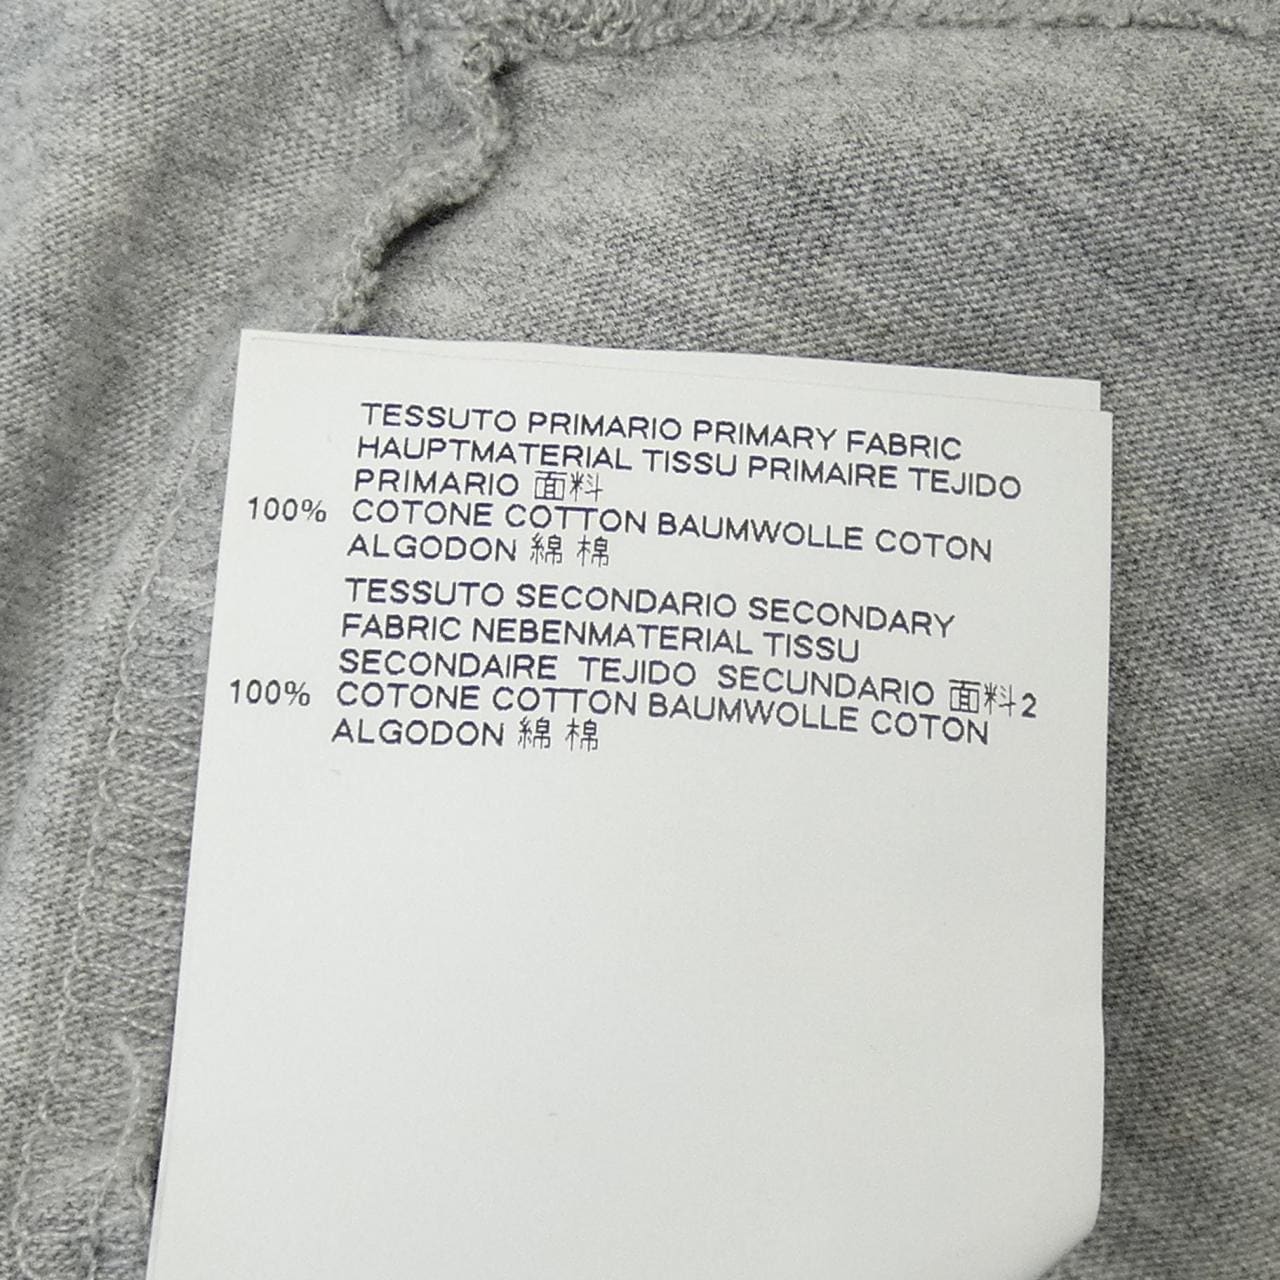 TESSUTO PRIMARIO PRIMARY FABRIC
HAUPTMATERIAL TISSU PRIMAIRE TEJIDO
PRIMARIO 面料
100% COTONE COTTON BAUMWOLLE COTON
ALGODON 綿 棉
TESSUTO SECONDARIO SECONDARY
FABRIC NEBENMATERIAL TISSU
SECONDAIRE TEJIDO SECUNDARIO 面料2
100% COTONE COTTON BAUMWOLLE COTON
ALGODON 綿 棉